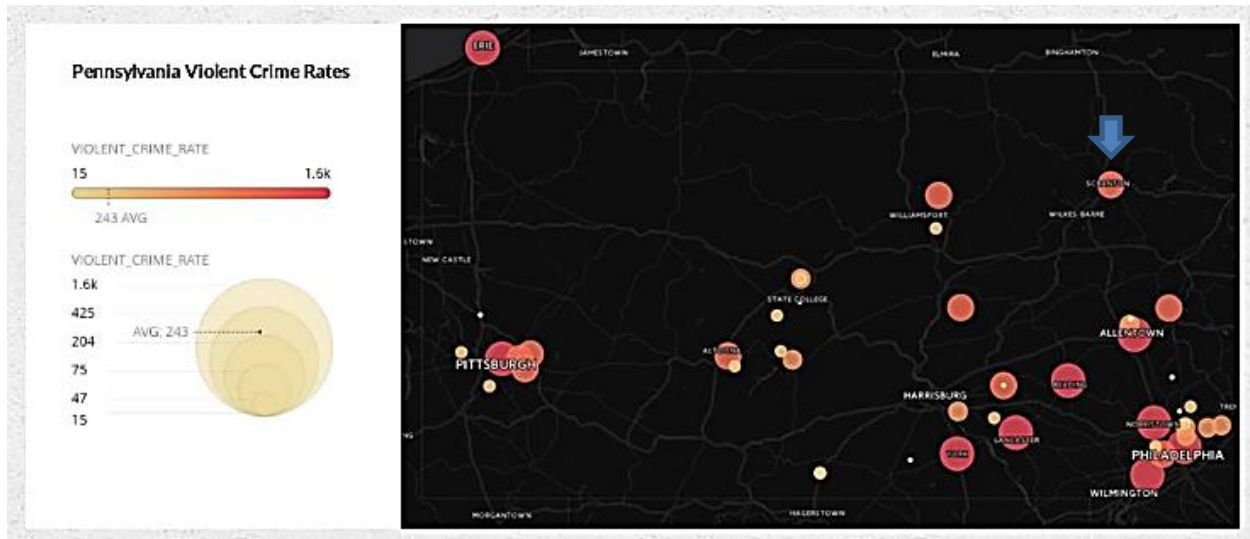 Pennsylvania Violent Crime Rates
VIOLENT_CRIME_RATE
15 1.6k
243 AVG
VIOLENT_CRIME_RATE
1.6k
425
AVG: 243
204
75
47
15
ERIE
JAMESTOWN
ELMIRA
BINGHAMTON
SCRANTON
WILLIAMSPORT
WILKES-BARRE
NEW CASTLE
STATE COLLEGE
ALLENTOWN
ALTOONA
PITTSBURGH
READING
HARRISBURG
NORRISTOWN
LANCASTER
YORK
PHILADELPHIA
WILMINGTON
MORGANTOWN
HAGERSTOWN